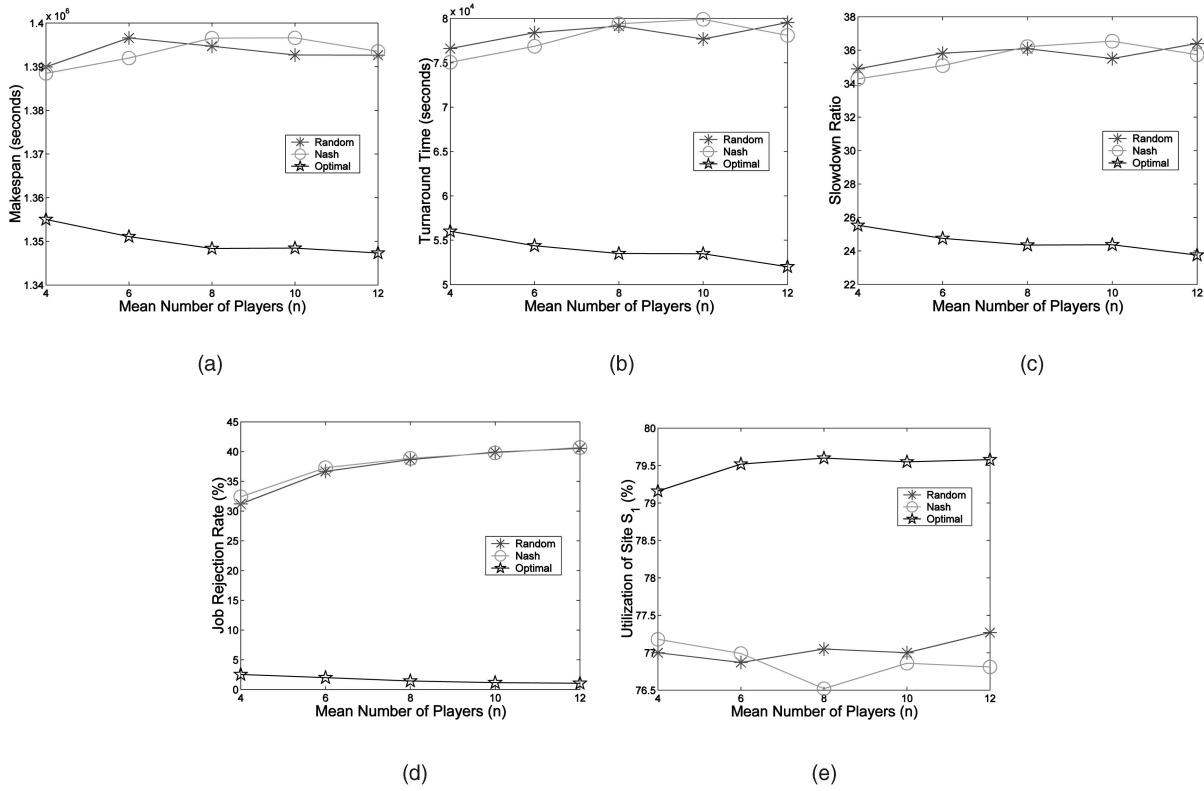 x 10⁶
1.4
1.39
1.38
1.37
1.36
1.35
1.34
Makespan (seconds)
Random
Nash
Optimal
4 6 8 10 12
Mean Number of Players (n)
(a)
x 10⁴
8
7.5
7
6.5
6
5.5
5
Turnaround Time (seconds)
Random
Nash
Optimal
4 6 8 10 12
Mean Number of Players (n)
(b)
38
36
34
32
30
28
26
24
22
Slowdown Ratio
Random
Nash
Optimal
4 6 8 10 12
Mean Number of Players (n)
(c)
45
40
35
30
25
20
15
10
5
0
Job Rejection Rate (%)
Random
Nash
Optimal
4 6 8 10 12
Mean Number of Players (n)
(d)
80
79.5
79
78.5
78
77.5
77
76.5
Utilization of Site S₁ (%)
Random
Nash
Optimal
4 6 8 10 12
Mean Number of Players (n)
(e)